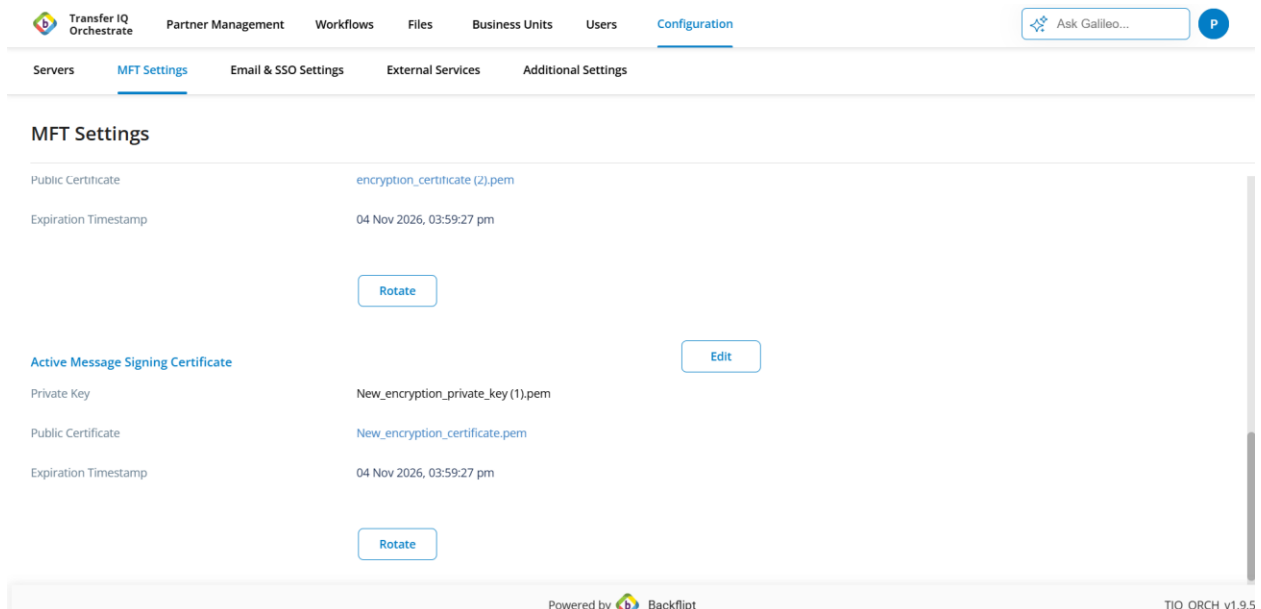 Transfer IQ
Orchestrate
Partner Management
Workflows
Files
Business Units
Users
Configuration
Ask Galileo...
P
Servers
MFT Settings
Email & SSO Settings
External Services
Additional Settings
MFT Settings
Public Certificate
encryption_certificate (2).pem
Expiration Timestamp
04 Nov 2026, 03:59:27 pm
Rotate
Active Message Signing Certificate
Edit
Private Key
New_encryption_private_key (1).pem
Public Certificate
New_encryption_certificate.pem
Expiration Timestamp
04 Nov 2026, 03:59:27 pm
Rotate
Powered by b Backflipt
TIO_ORCH_v1.9.5